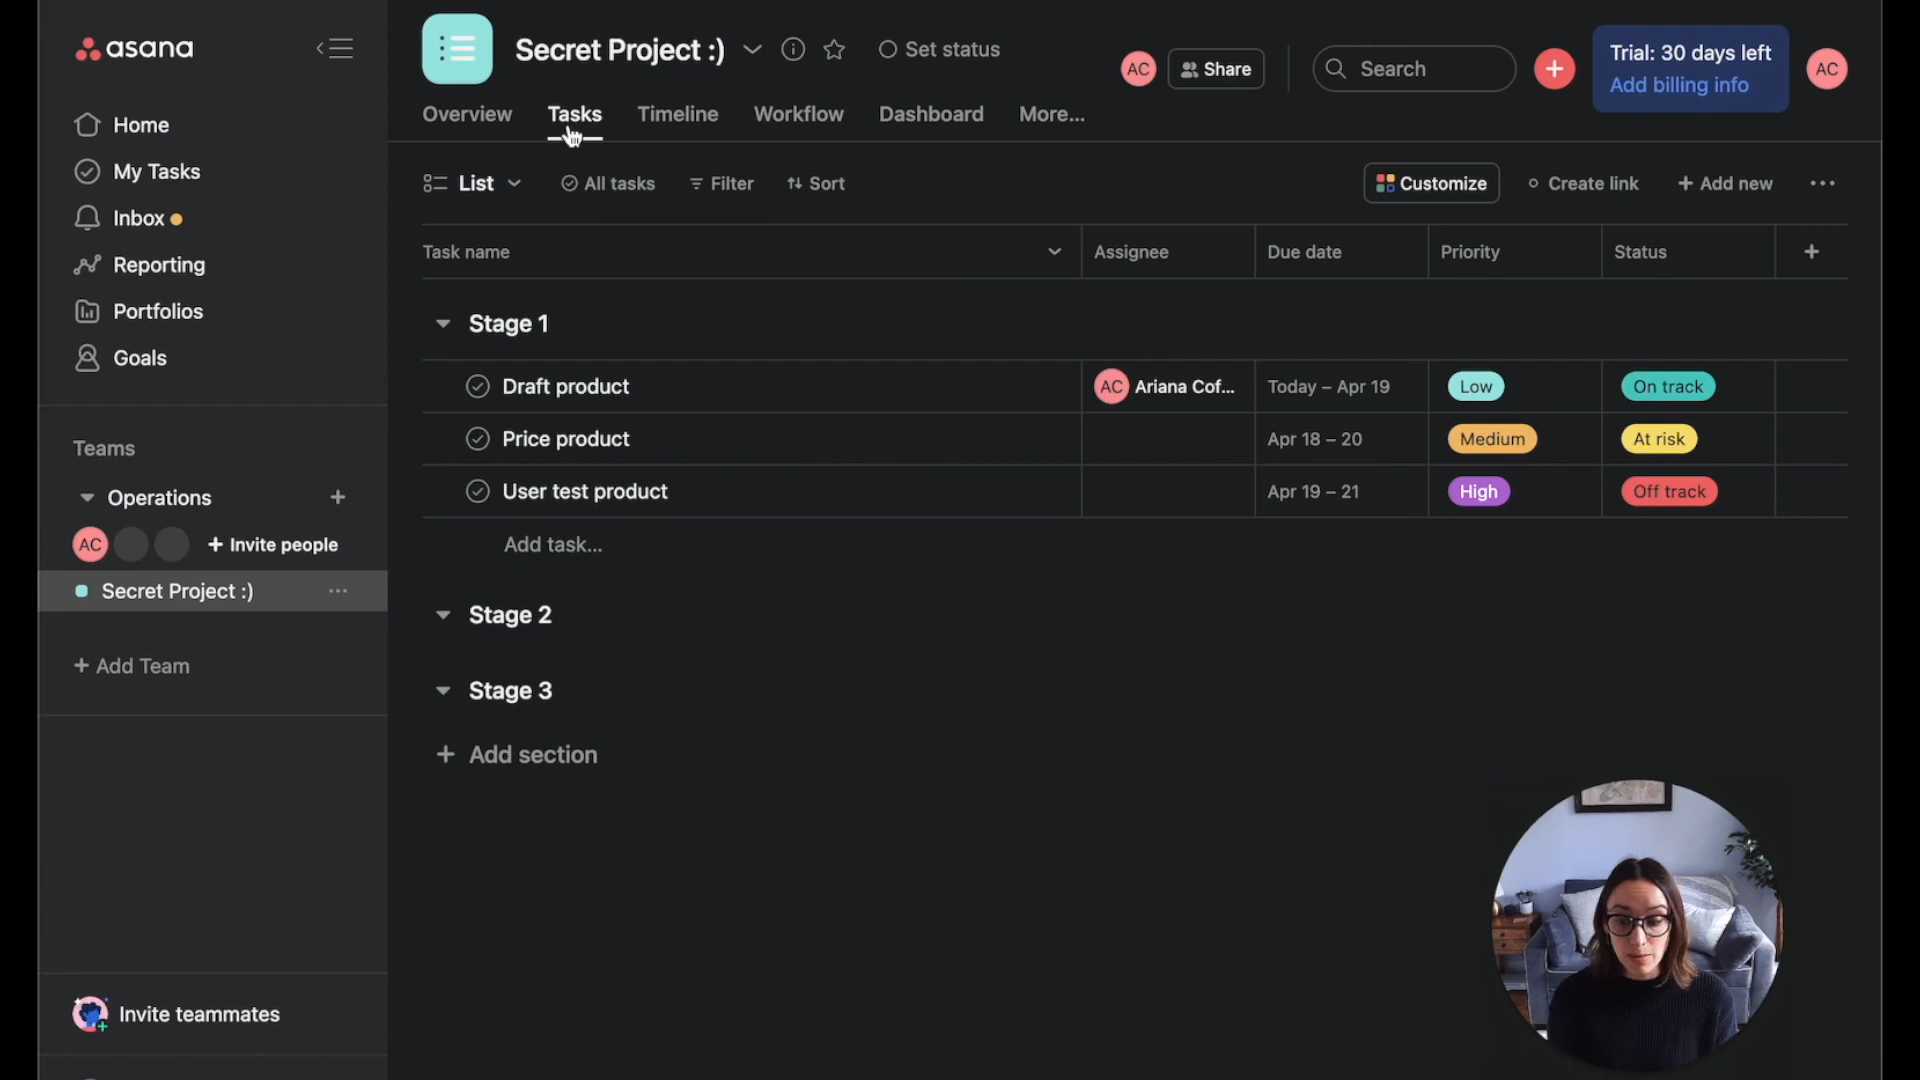 asana
Home
My Tasks
Inbox
Reporting
Portfolios
Goals
Teams
Operations
AC
+ Invite people
Secret Project :)
+ Add Team
Invite teammates
Secret Project :)
Set status
AC
Share
Search
Trial: 30 days left
Add billing info
AC
Overview
Tasks
Timeline
Workflow
Dashboard
More...
List
All tasks
Filter
Sort
Customize
Create link
+ Add new
Task name
Assignee
Due date
Priority
Status
Stage 1
Draft product
AC
Ariana Cof...
Today – Apr 19
Low
On track
Price product
Apr 18 – 20
Medium
At risk
User test product
Apr 19 – 21
High
Off track
Add task...
Stage 2
Stage 3
+ Add section